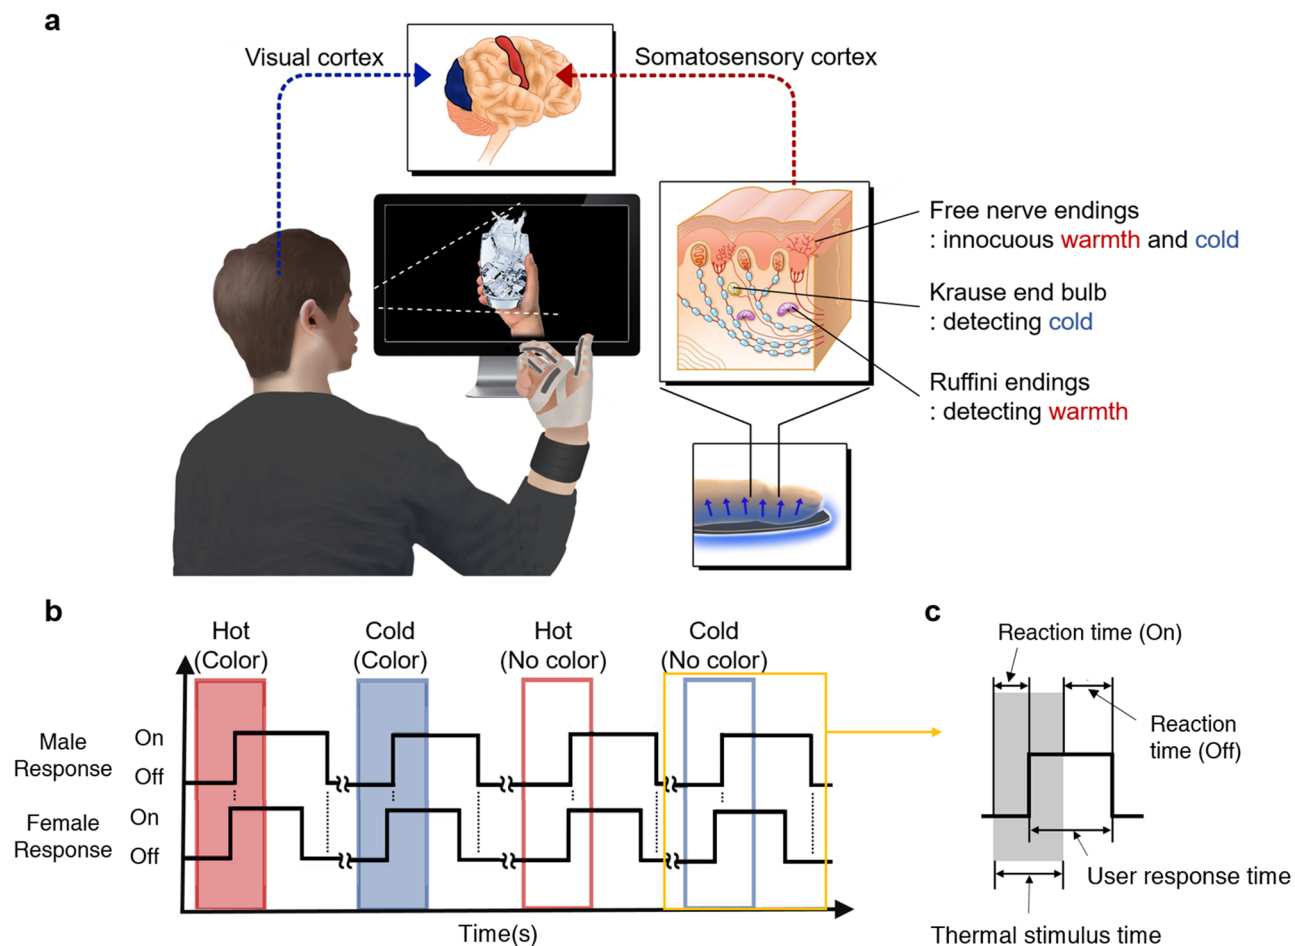 a
Visual cortex
Somatosensory cortex
Free nerve endings
: innocuous warmth and cold
Krause end bulb
: detecting cold
Ruffini endings
: detecting warmth
b
Hot
(Color)
Cold
(Color)
Hot
(No color)
Cold
(No color)
Male
Response
On
Off
Female
Response
On
Off
Time(s)
c
Reaction time (On)
Reaction
time (Off)
User response time
Thermal stimulus time